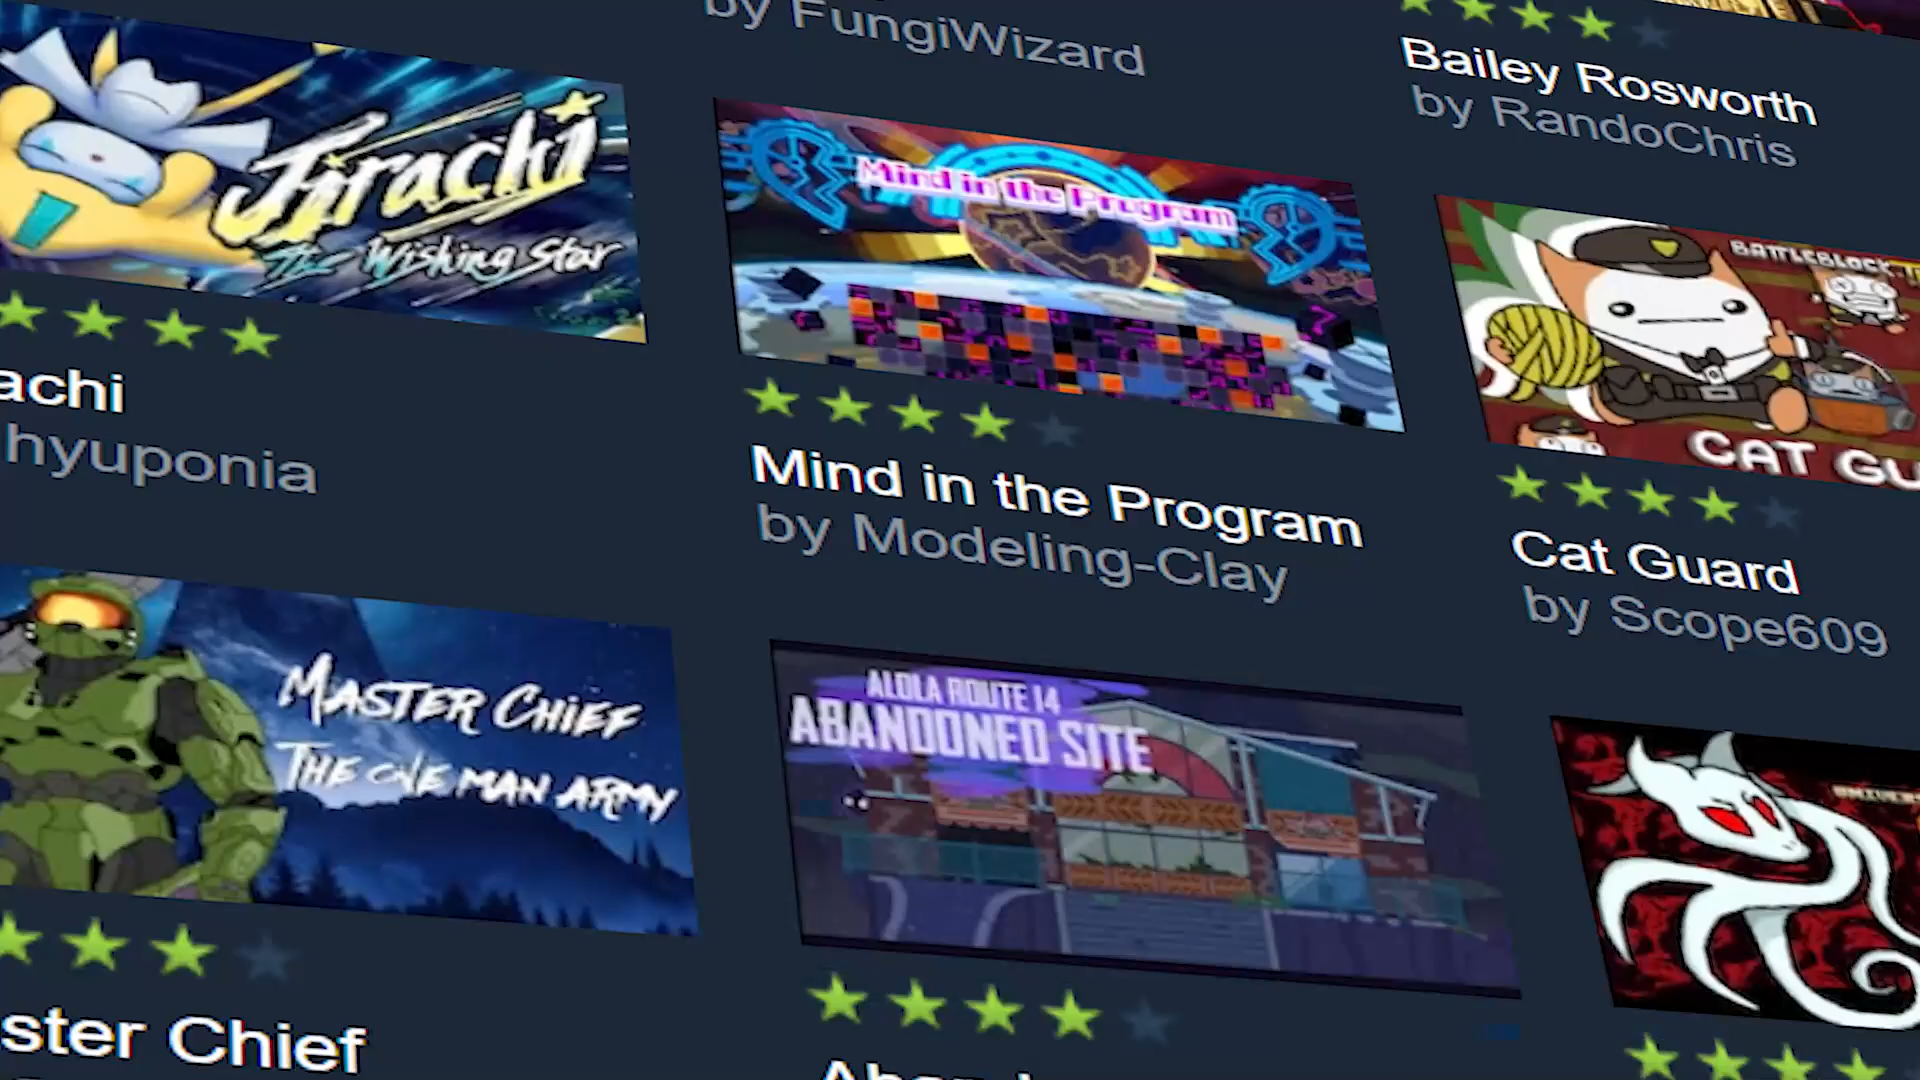 by FungiWizard
Bailey Rosworth
by RandoChris
Jirachi
The Wishing Star
achi
hyuponia
Mind in the Program
Mind in the Program
by Modeling-Clay
BATTLEBLOCK
CAT GU
Cat Guard
by Scope609
MASTER CHIEF
THE ONE MAN ARMY
ster Chief
ALOLA ROUTE 14
ABANDONED SITE